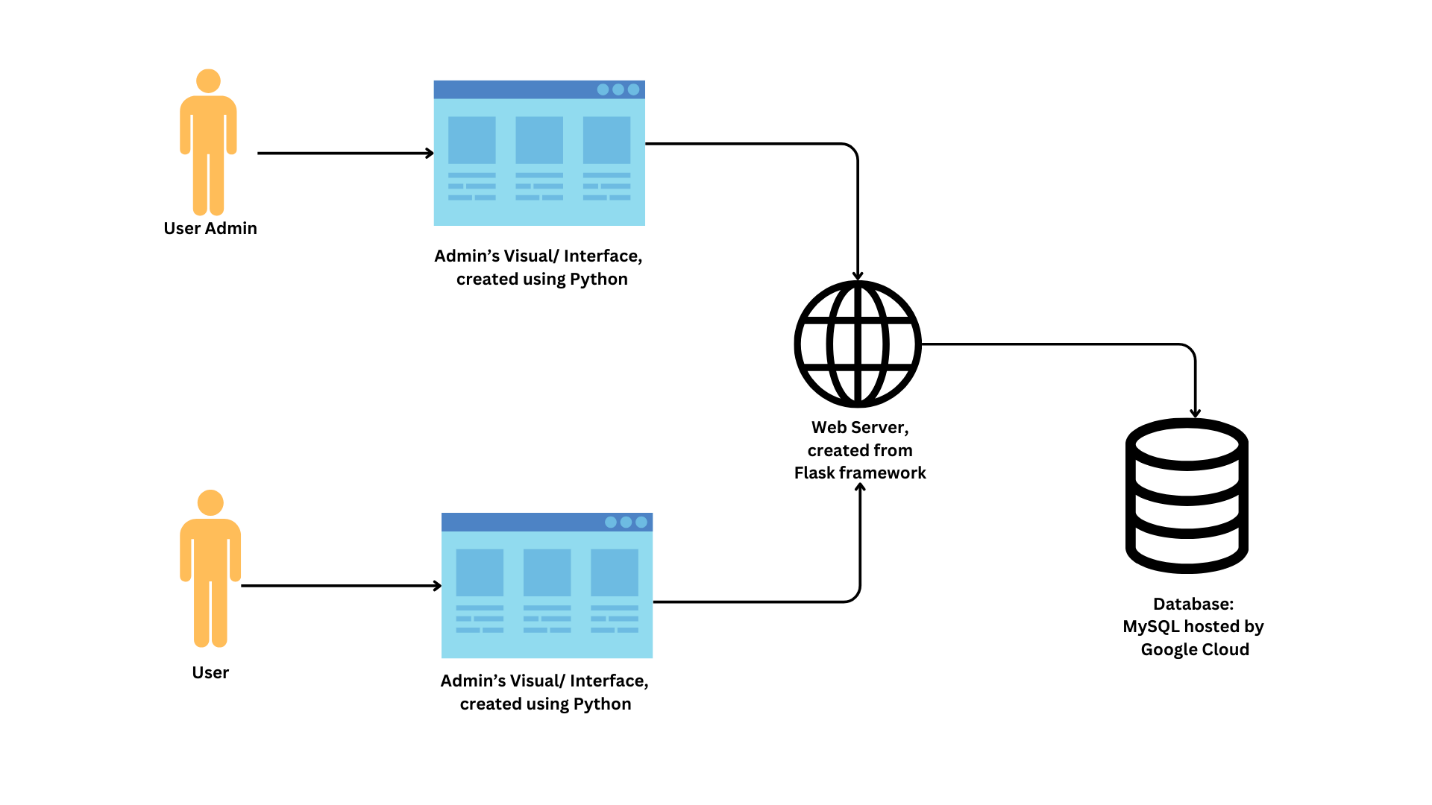 User Admin
Admin’s Visual/ Interface,
created using Python
Web Server,
created from
Flask framework
User
Admin’s Visual/ Interface,
created using Python
Database:
MySQL hosted by
Google Cloud